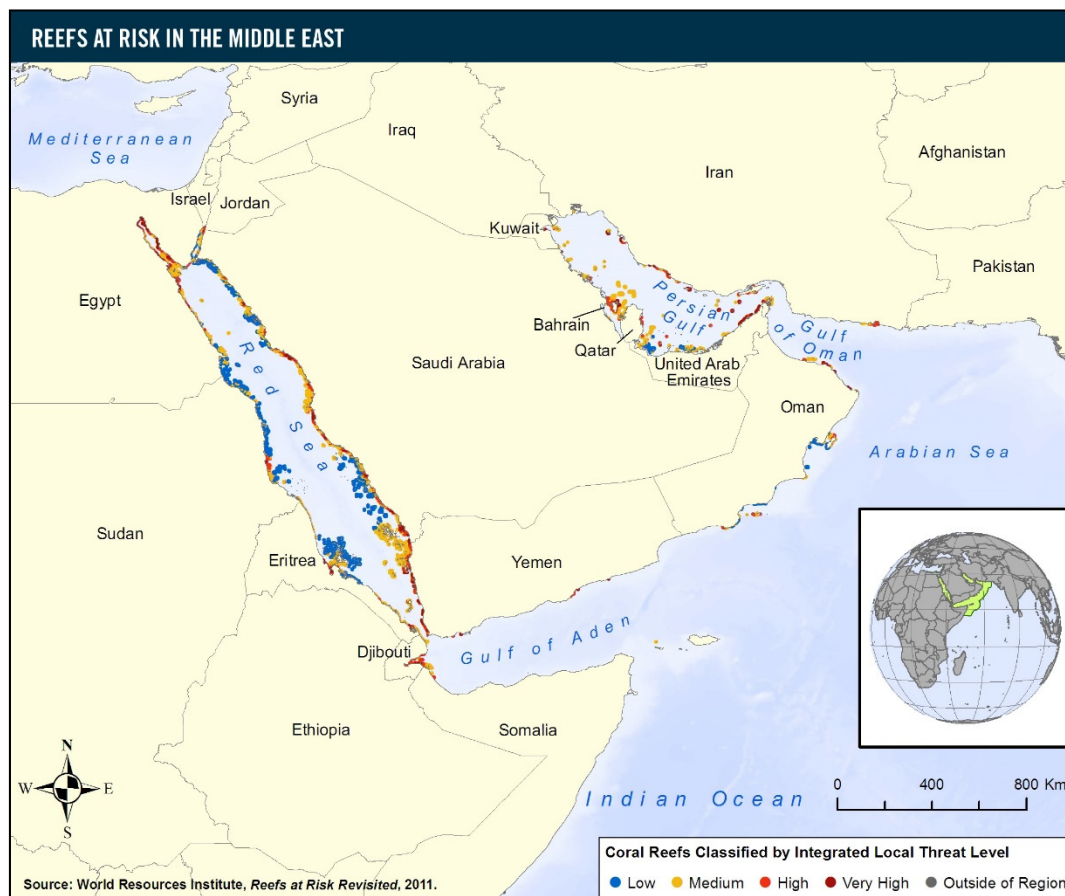 REEFS AT RISK IN THE MIDDLE EAST
Syria
Mediterranean
Sea
Iraq
Iran
Afghanistan
Israel
Jordan
Kuwait
Pakistan
Egypt
Persian
Gulf
Bahrain
Qatar
Gulf
of Oman
Saudi Arabia
United Arab
Emirates
Red Sea
Oman
Arabian Sea
Sudan
Eritrea
Yemen
Djibouti
Gulf of Aden
Ethiopia
Somalia
N
W
E
S
Indian Ocean
0 400 800 Km
Coral Reefs Classified by Integrated Local Threat Level
Low Medium High Very High Outside of Region
Source: World Resources Institute, Reefs at Risk Revisited, 2011.